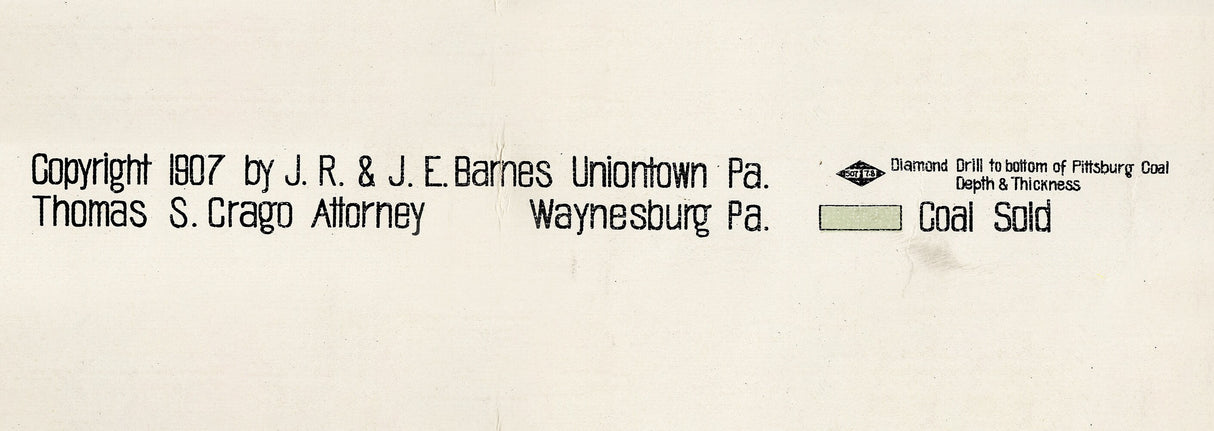 Copyright 1907 by J. R. & J. E. Barnes Uniontown Pa.
Thomas S. Crago Attorney Waynesburg Pa.
Diamond Drill to bottom of Pittsburg Coal
Depth & Thickness
Coal Sold